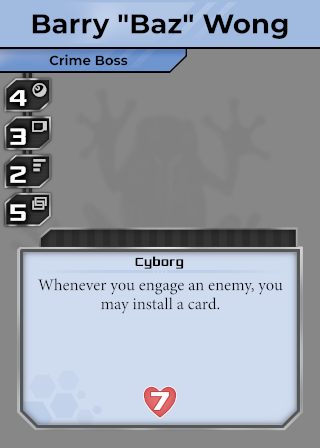 Barry "Baz" Wong
Crime Boss
4
3
2
5
Cyborg
Whenever you engage an enemy, you
may install a card.
7